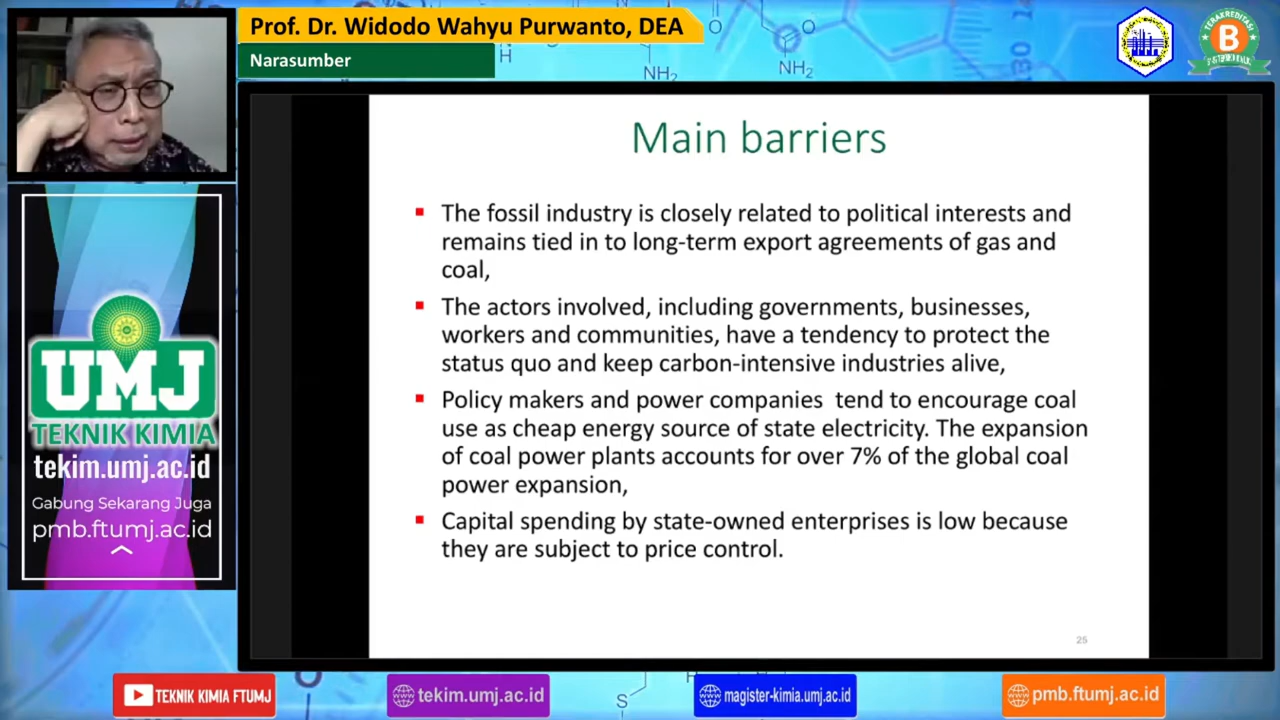 Prof. Dr. Widodo Wahyu Purwanto, DEA
Narasumber
NH₂
H
NH₂
TERAKREDITASI
B
Main barriers
The fossil industry is closely related to political interests and
remains tied in to long-term export agreements of gas and
coal,
The actors involved, including governments, businesses,
workers and communities, have a tendency to protect the
status quo and keep carbon-intensive industries alive,
Policy makers and power companies  tend to encourage coal
use as cheap energy source of state electricity. The expansion
of coal power plants accounts for over 7% of the global coal
power expansion,
Capital spending by state-owned enterprises is low because
they are subject to price control.
25
UMJ
TEKNIK KIMIA
tekim.umj.ac.id
Gabung Sekarang Juga
pmb.ftumj.ac.id
TEKNIK KIMIA FTUMJ
tekim.umj.ac.id
magister-kimia.umj.ac.id
pmb.ftumj.ac.id
S